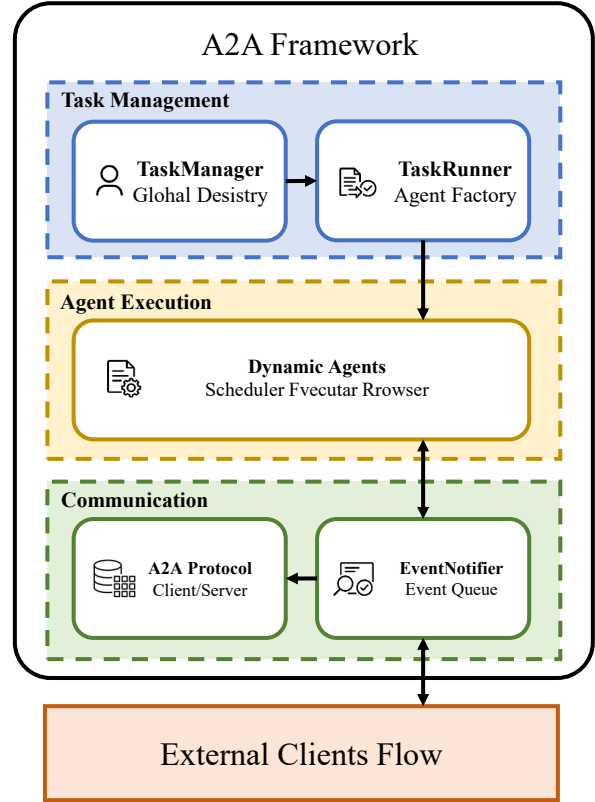 A2A Framework
Task Management
TaskManager
Glohal Desistry
TaskRunner
Agent Factory
Agent Execution
Dynamic Agents
Scheduler Fvecutar Rrowser
Communication
A2A Protocol
Client/Server
EventNotifier
Event Queue
External Clients Flow